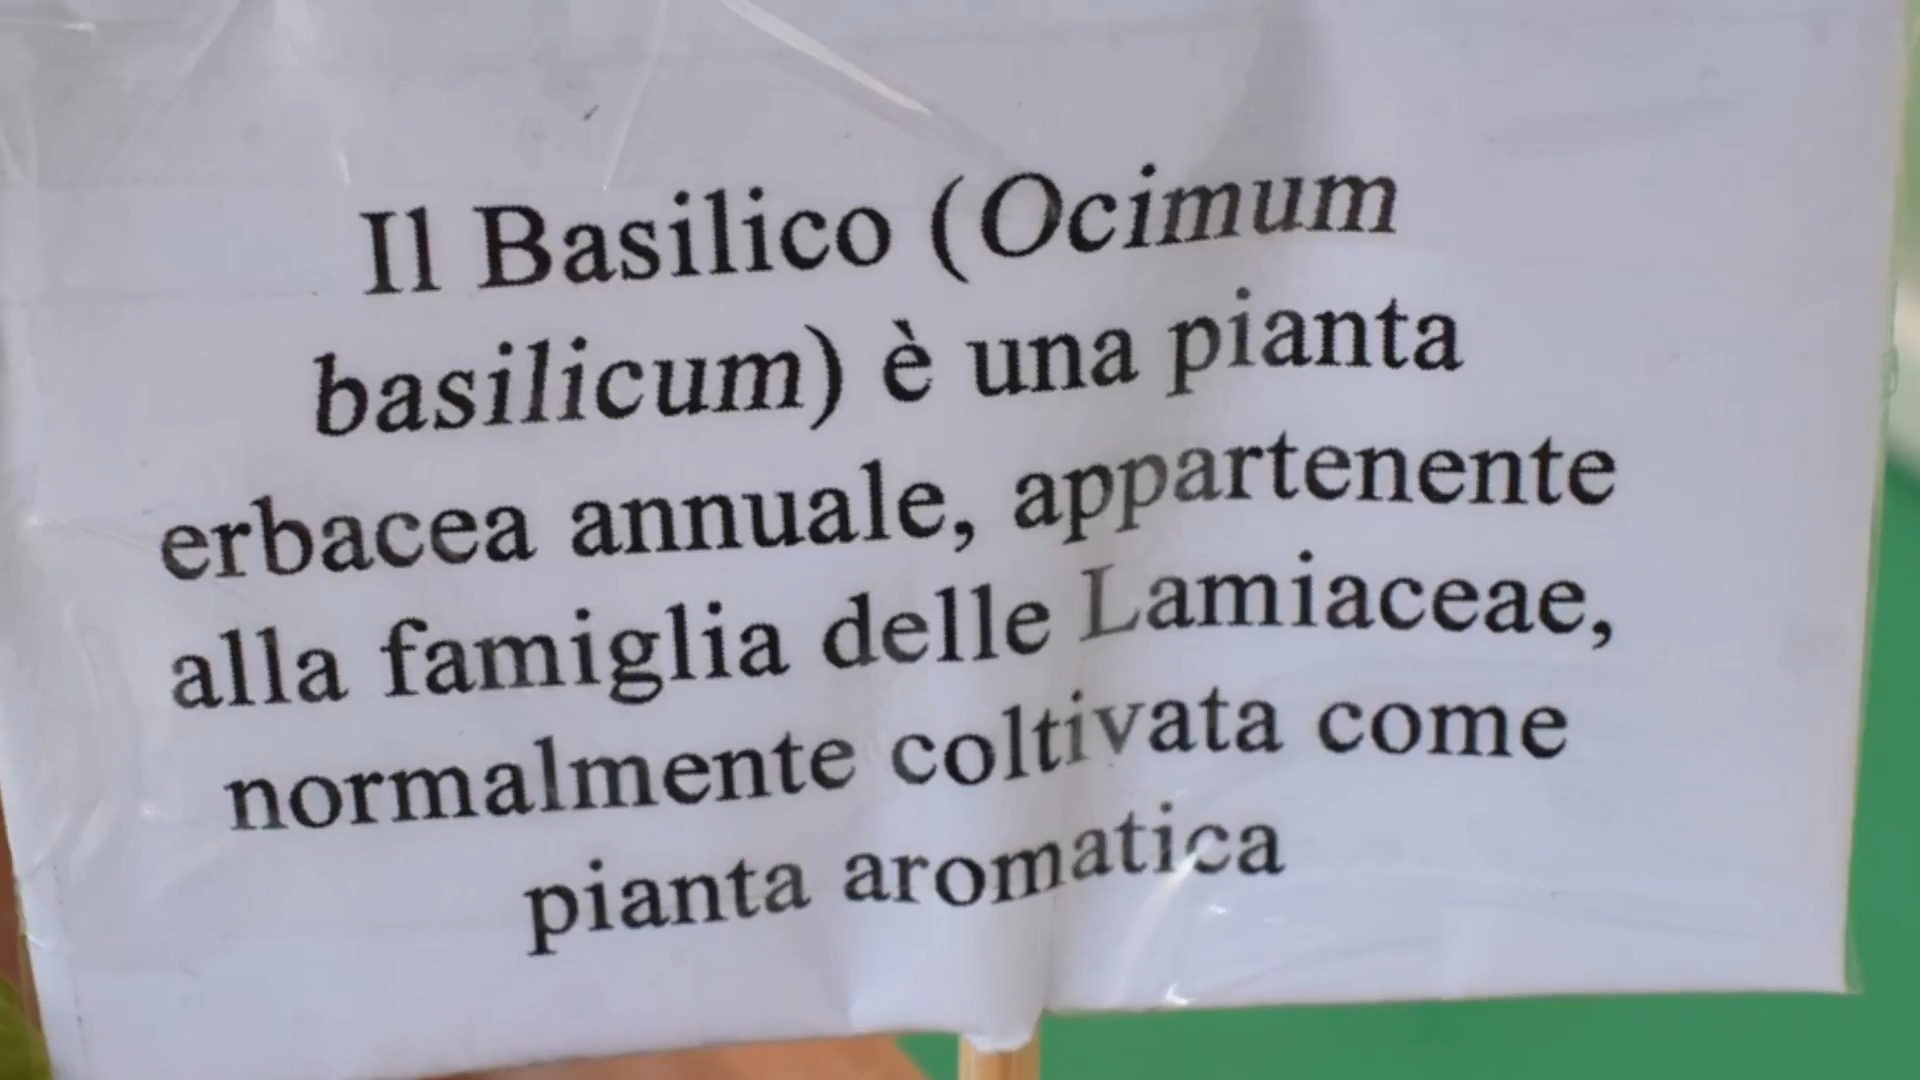 Il Basilico (Ocimum
basilicum) è una pianta
erbacea annuale, appartenente
alla famiglia delle Lamiaceae,
normalmente coltivata come
pianta aromatica